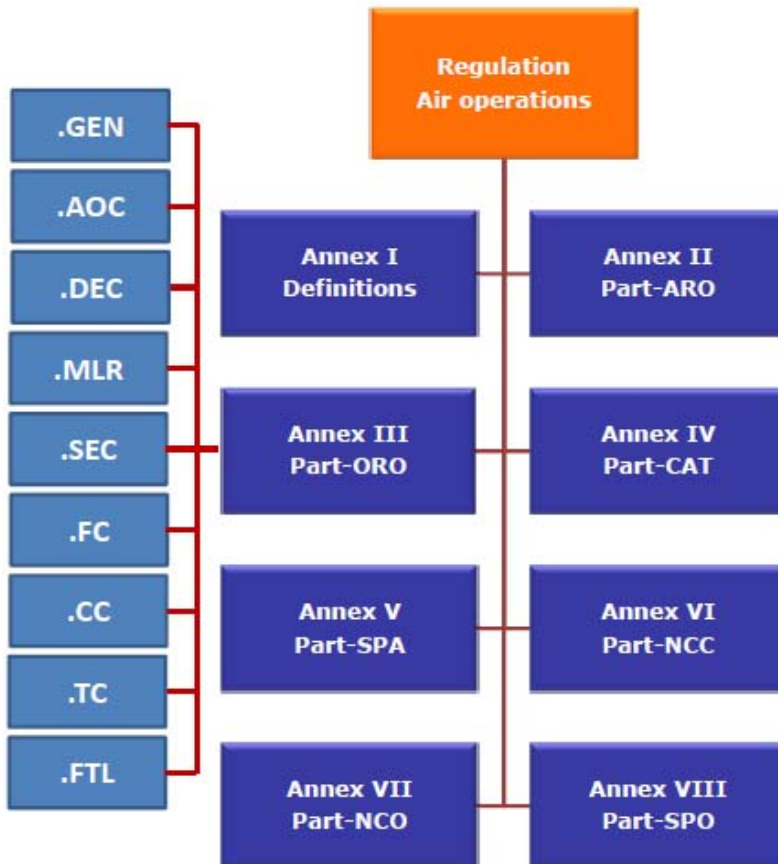 Regulation
Air operations
.GEN
.AOC
.DEC
.MLR
.SEC
.FC
.CC
.TC
.FTL
Annex I
Definitions
Annex II
Part-ARO
Annex III
Part-ORO
Annex IV
Part-CAT
Annex V
Part-SPA
Annex VI
Part-NCC
Annex VII
Part-NCO
Annex VIII
Part-SPO